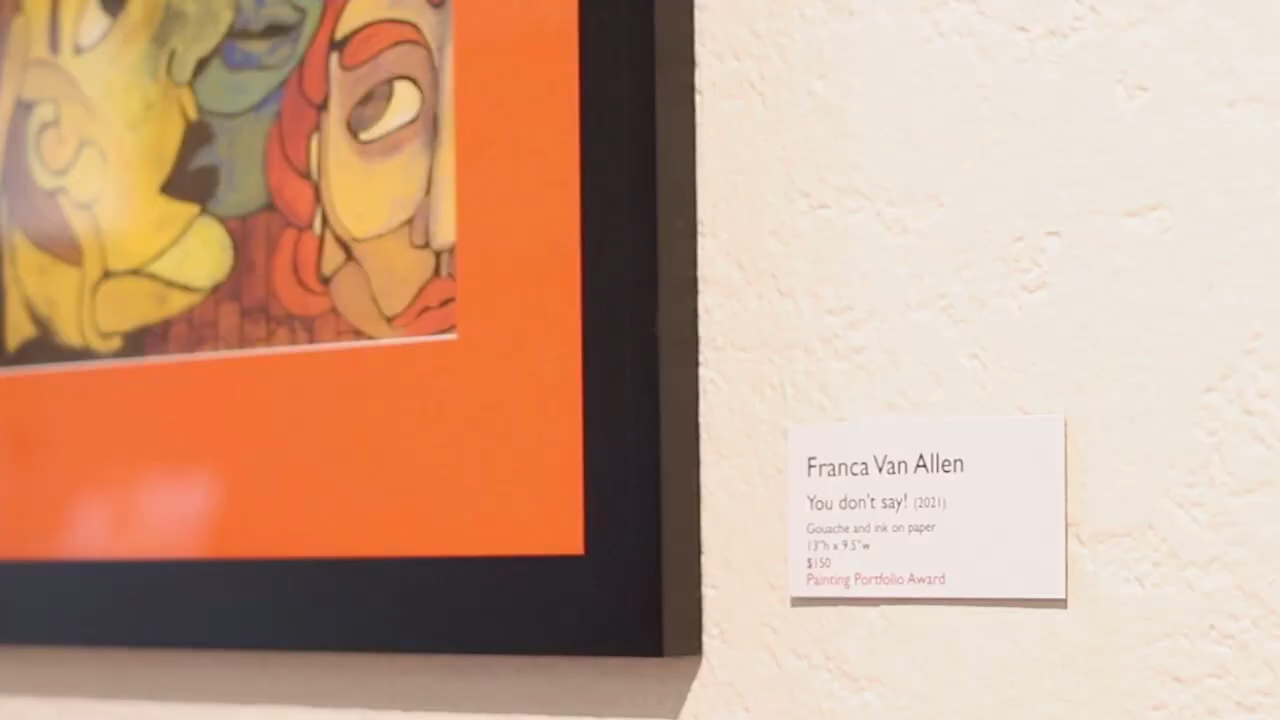 Franca Van Allen
You don't say! (2021)
Gouache and ink on paper
13"h x 9.5"w
$150
Painting Portfolio Award